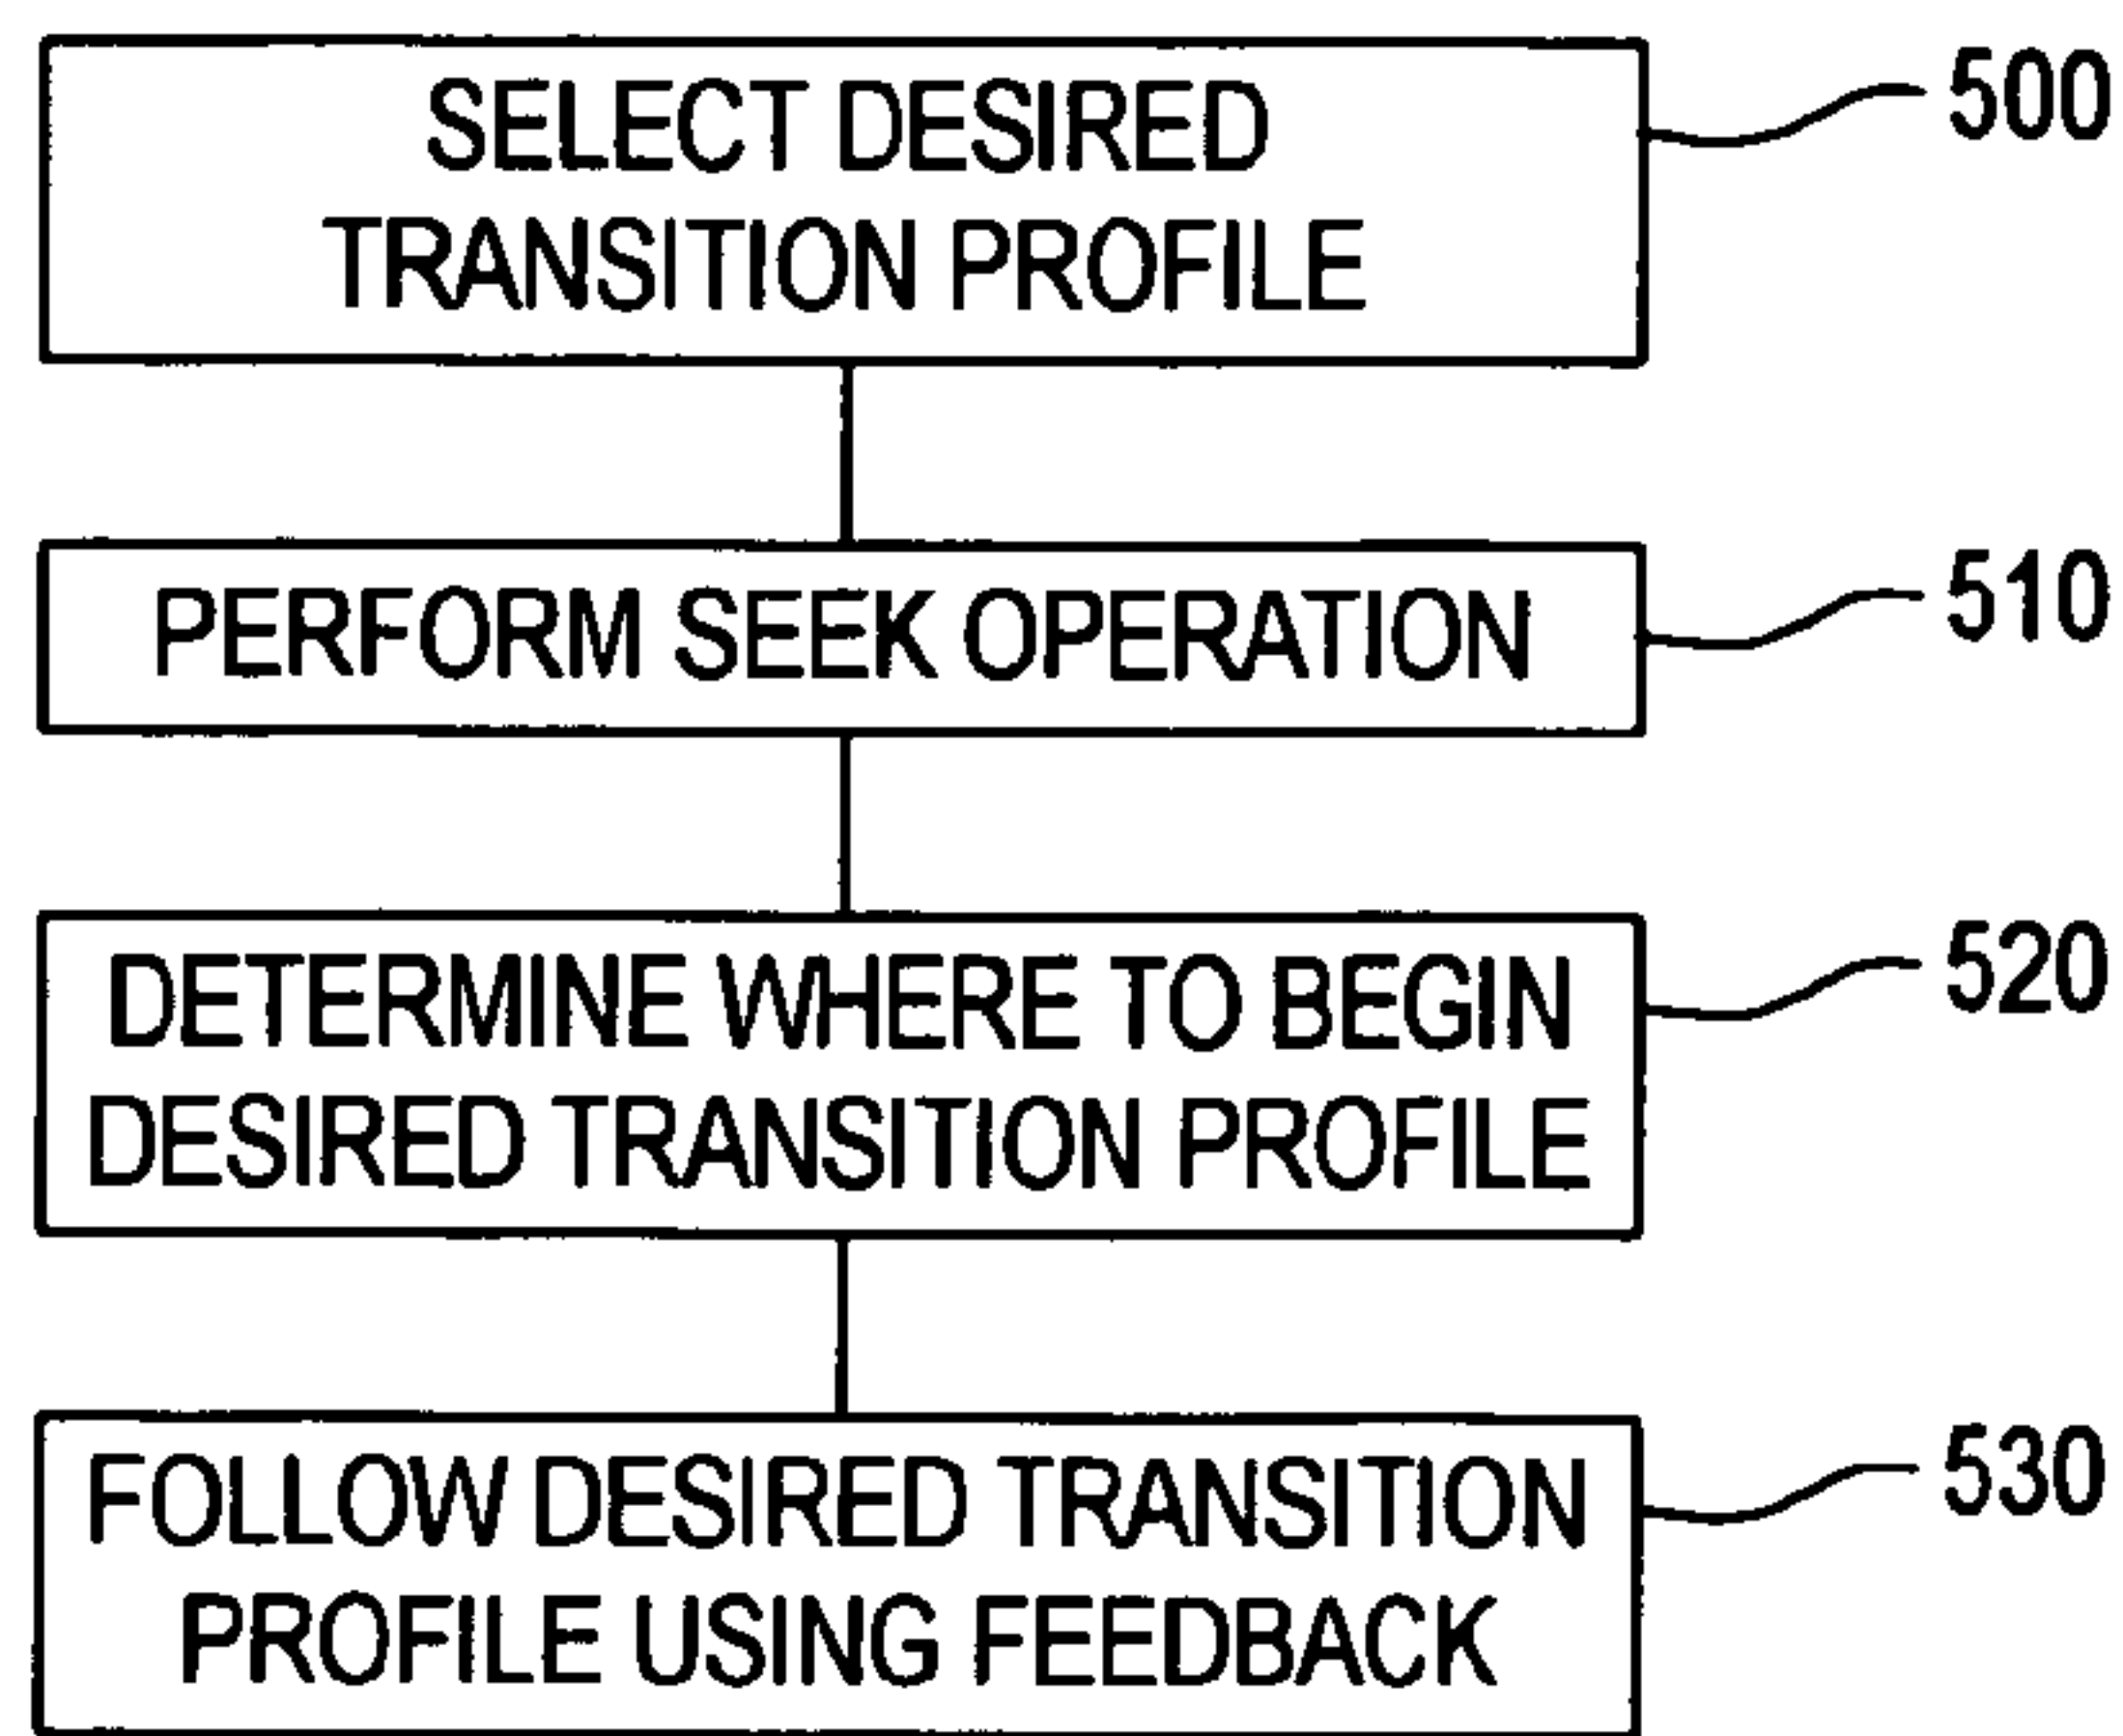 SELECT DESIRED
TRANSITION PROFILE
500
PERFORM SEEK OPERATION
510
DETERMINE WHERE TO BEGIN
DESIRED TRANSITION PROFILE
520
FOLLOW DESIRED TRANSITION
PROFILE USING FEEDBACK
530